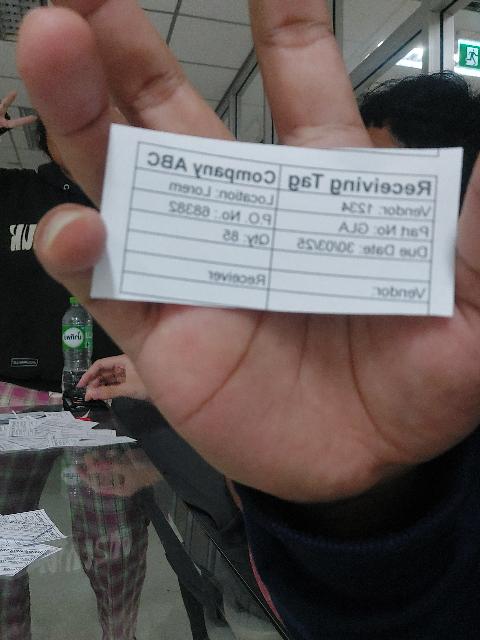 Receiving Tag Company ABC
Vendor: 1234 Location: Lorem
Part No: GLA P.O. No.: 68382
Due Date: 30/03/25 Qty: 85
Vendor: Receiver